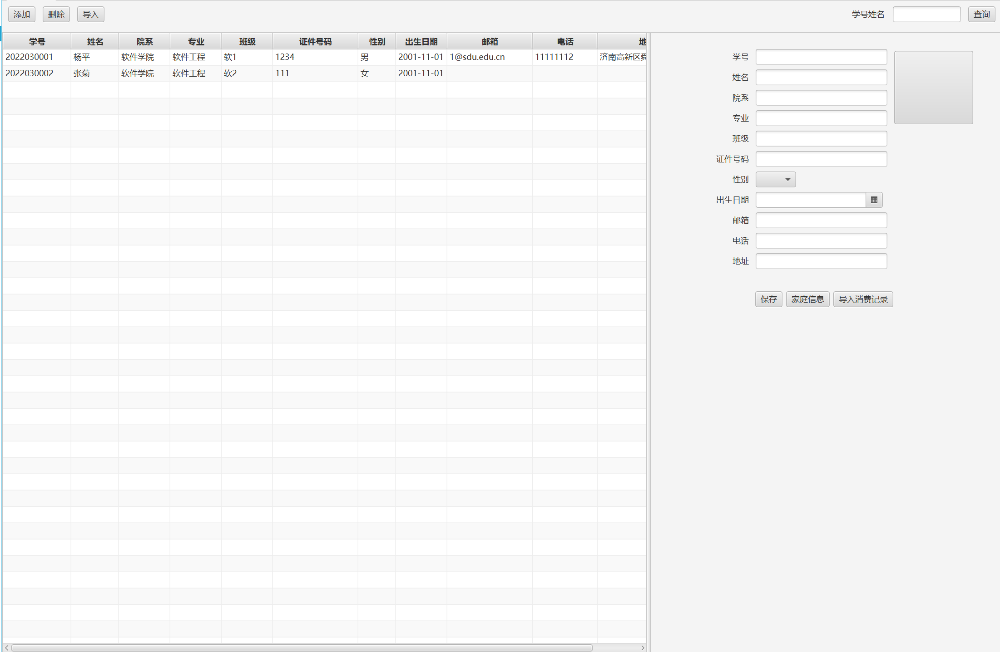 添加 删除 导入 学号姓名 查询
学号 姓名 院系 专业 班级 证件号码 性别 出生日期 邮箱 电话 地
2022030001 杨平 软件学院 软件工程 软1 1234 男 2001-11-01 1@sdu.edu.cn 11111112 济南高新区舜
2022030002 张菊 软件学院 软件工程 软2 111 女 2001-11-01
学号
姓名
院系
专业
班级
证件号码
性别
出生日期
邮箱
电话
地址
保存 家庭信息 导入消费记录